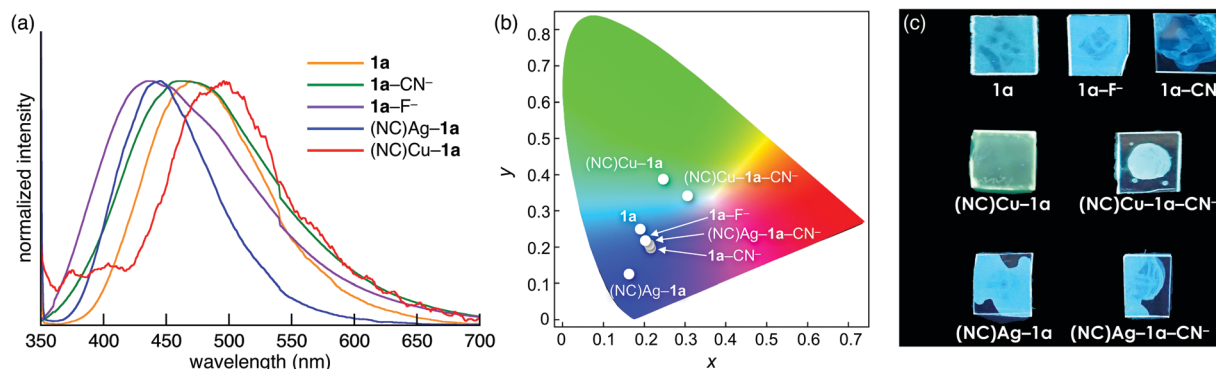 (a)
normalized intensity
1a
1a–CN⁻
1a–F⁻
(NC)Ag–1a
(NC)Cu–1a
350 400 450 500 550 600 650 700
wavelength (nm)
(b)
y
0.8
0.7
0.6
0.5
0.4
0.3
0.2
0.1
0
(NC)Cu–1a
(NC)Cu–1a–CN⁻
1a
1a–F⁻
(NC)Ag–1a–CN⁻
1a–CN⁻
(NC)Ag–1a
0 0.1 0.2 0.3 0.4 0.5 0.6 0.7
x
(c)
1a 1a–F⁻ 1a–CN
(NC)Cu–1a (NC)Cu–1a–CN⁻
(NC)Ag–1a (NC)Ag–1a–CN⁻